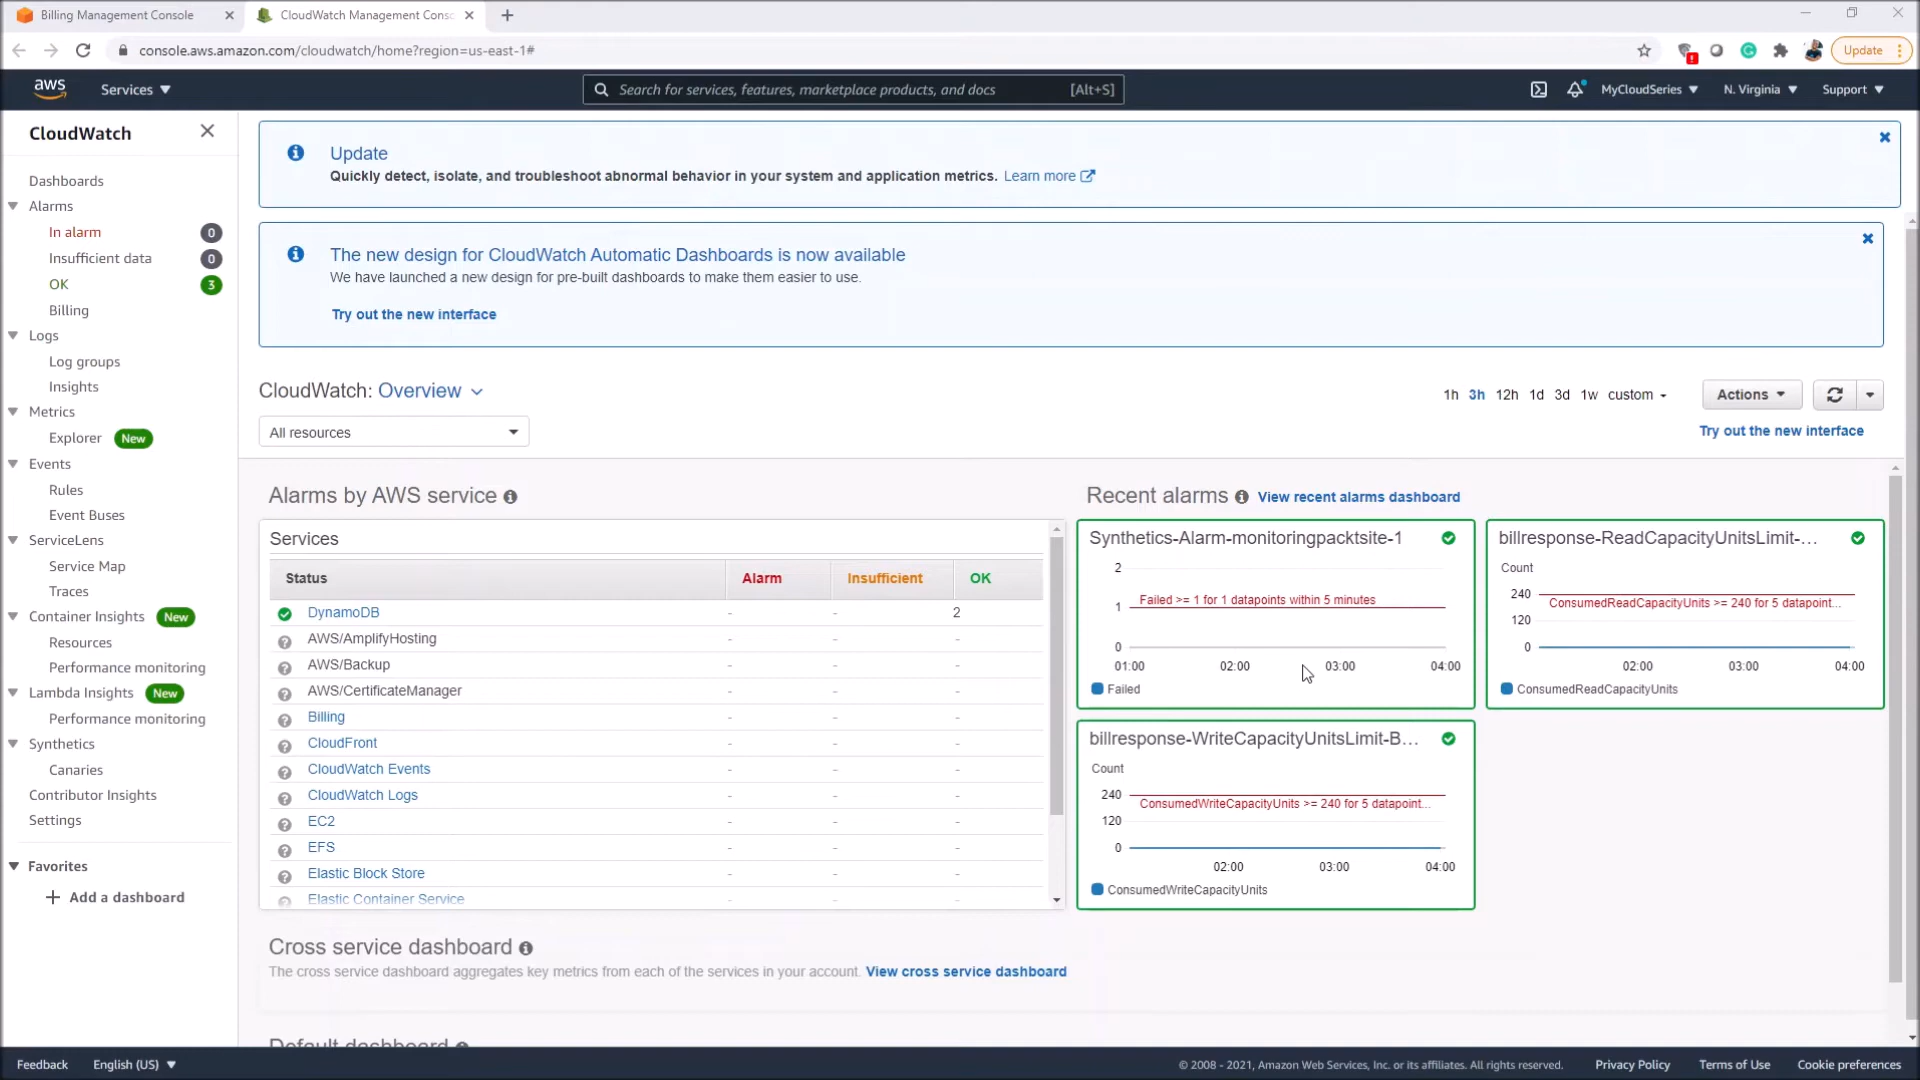 Billing Management Console
CloudWatch Management Conso
console.aws.amazon.com/cloudwatch/home?region=us-east-1#
Update
aws
Services
Search for services, features, marketplace products, and docs
[Alt+S]
MyCloudSeries
N. Virginia
Support
CloudWatch
Dashboards
Alarms
In alarm 0
Insufficient data 0
OK 3
Billing
Logs
Log groups
Insights
Metrics
Explorer New
Events
Rules
Event Buses
ServiceLens
Service Map
Traces
Container Insights New
Resources
Performance monitoring
Lambda Insights New
Performance monitoring
Synthetics
Canaries
Contributor Insights
Settings
Favorites
Add a dashboard
Update
Quickly detect, isolate, and troubleshoot abnormal behavior in your system and application metrics. Learn more
The new design for CloudWatch Automatic Dashboards is now available
We have launched a new design for pre-built dashboards to make them easier to use.
Try out the new interface
CloudWatch: Overview
1h 3h 12h 1d 3d 1w custom
Actions
All resources
Try out the new interface
Alarms by AWS service
Services
Status Alarm Insufficient OK
DynamoDB - - 2
AWS/AmplifyHosting - - -
AWS/Backup - - -
AWS/CertificateManager - - -
Billing - - -
CloudFront - - -
CloudWatch Events - - -
CloudWatch Logs - - -
EC2 - - -
EFS - - -
Elastic Block Store - - -
Elastic Container Service - - -
Recent alarms View recent alarms dashboard
Synthetics-Alarm-monitoringpacktsite-1
2
Failed >= 1 for 1 datapoints within 5 minutes
1
0
01:00 02:00 03:00 04:00
Failed
billresponse-ReadCapacityUnitsLimit-...
Count
240
ConsumedReadCapacityUnits >= 240 for 5 datapoint...
120
0
02:00 03:00 04:00
ConsumedReadCapacityUnits
billresponse-WriteCapacityUnitsLimit-B...
Count
240
ConsumedWriteCapacityUnits >= 240 for 5 datapoint...
120
0
02:00 03:00 04:00
ConsumedWriteCapacityUnits
Cross service dashboard
The cross service dashboard aggregates key metrics from each of the services in your account. View cross service dashboard
Default dashboard
Feedback
English (US)
© 2008 - 2021, Amazon Web Services, Inc. or its affiliates. All rights reserved.
Privacy Policy
Terms of Use
Cookie preferences